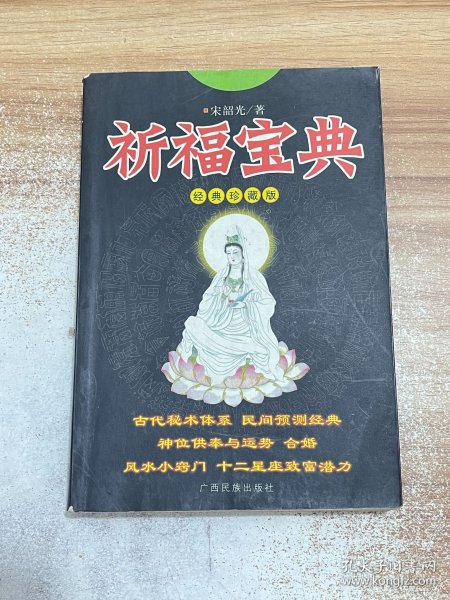 宋韶光/著
祈福宝典
经典珍藏版
古代秘术体系 民间预测经典
神位供奉与运势 合婚
风水小窍门 十二星座致富潜力
广西民族出版社
孔夫子旧书网